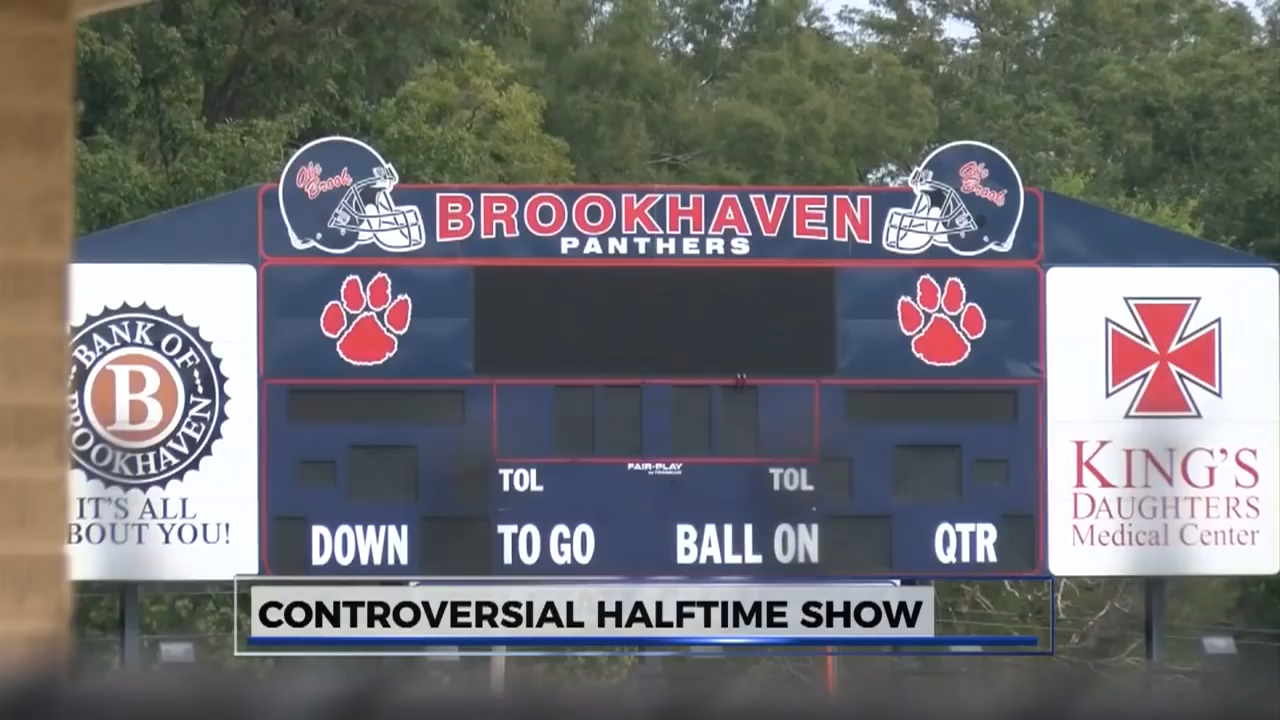 Ole
Brook
BROOKHAVEN
PANTHERS
Ole
Brook
BANK OF
BROOKHAVEN
B
IT'S ALL
BOUT YOU!
KING'S
DAUGHTERS
Medical Center
FAIR-PLAY
TOL
TOL
DOWN
TO GO
BALL ON
QTR
CONTROVERSIAL HALFTIME SHOW